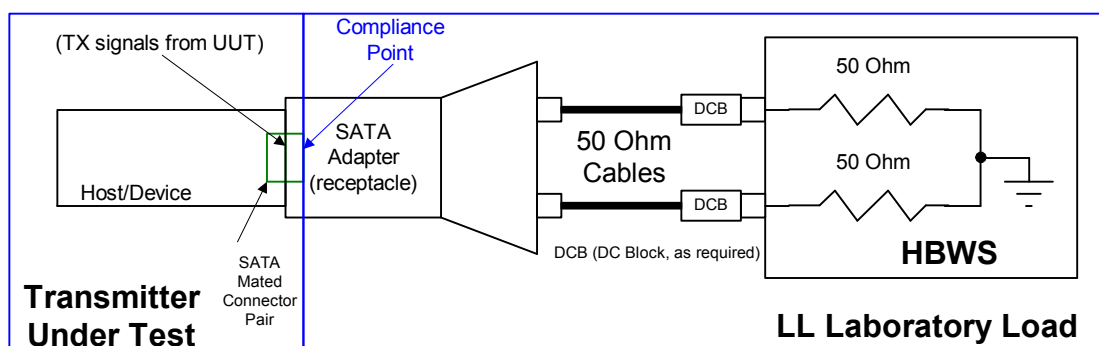 (TX signals from UUT)
Compliance
Point
Host/Device
SATA
Adapter
(receptacle)
SATA
Mated
Connector
Pair
Transmitter
Under Test
DCB
50 Ohm
Cables
DCB
DCB (DC Block, as required)
50 Ohm
50 Ohm
HBWS
LL Laboratory Load